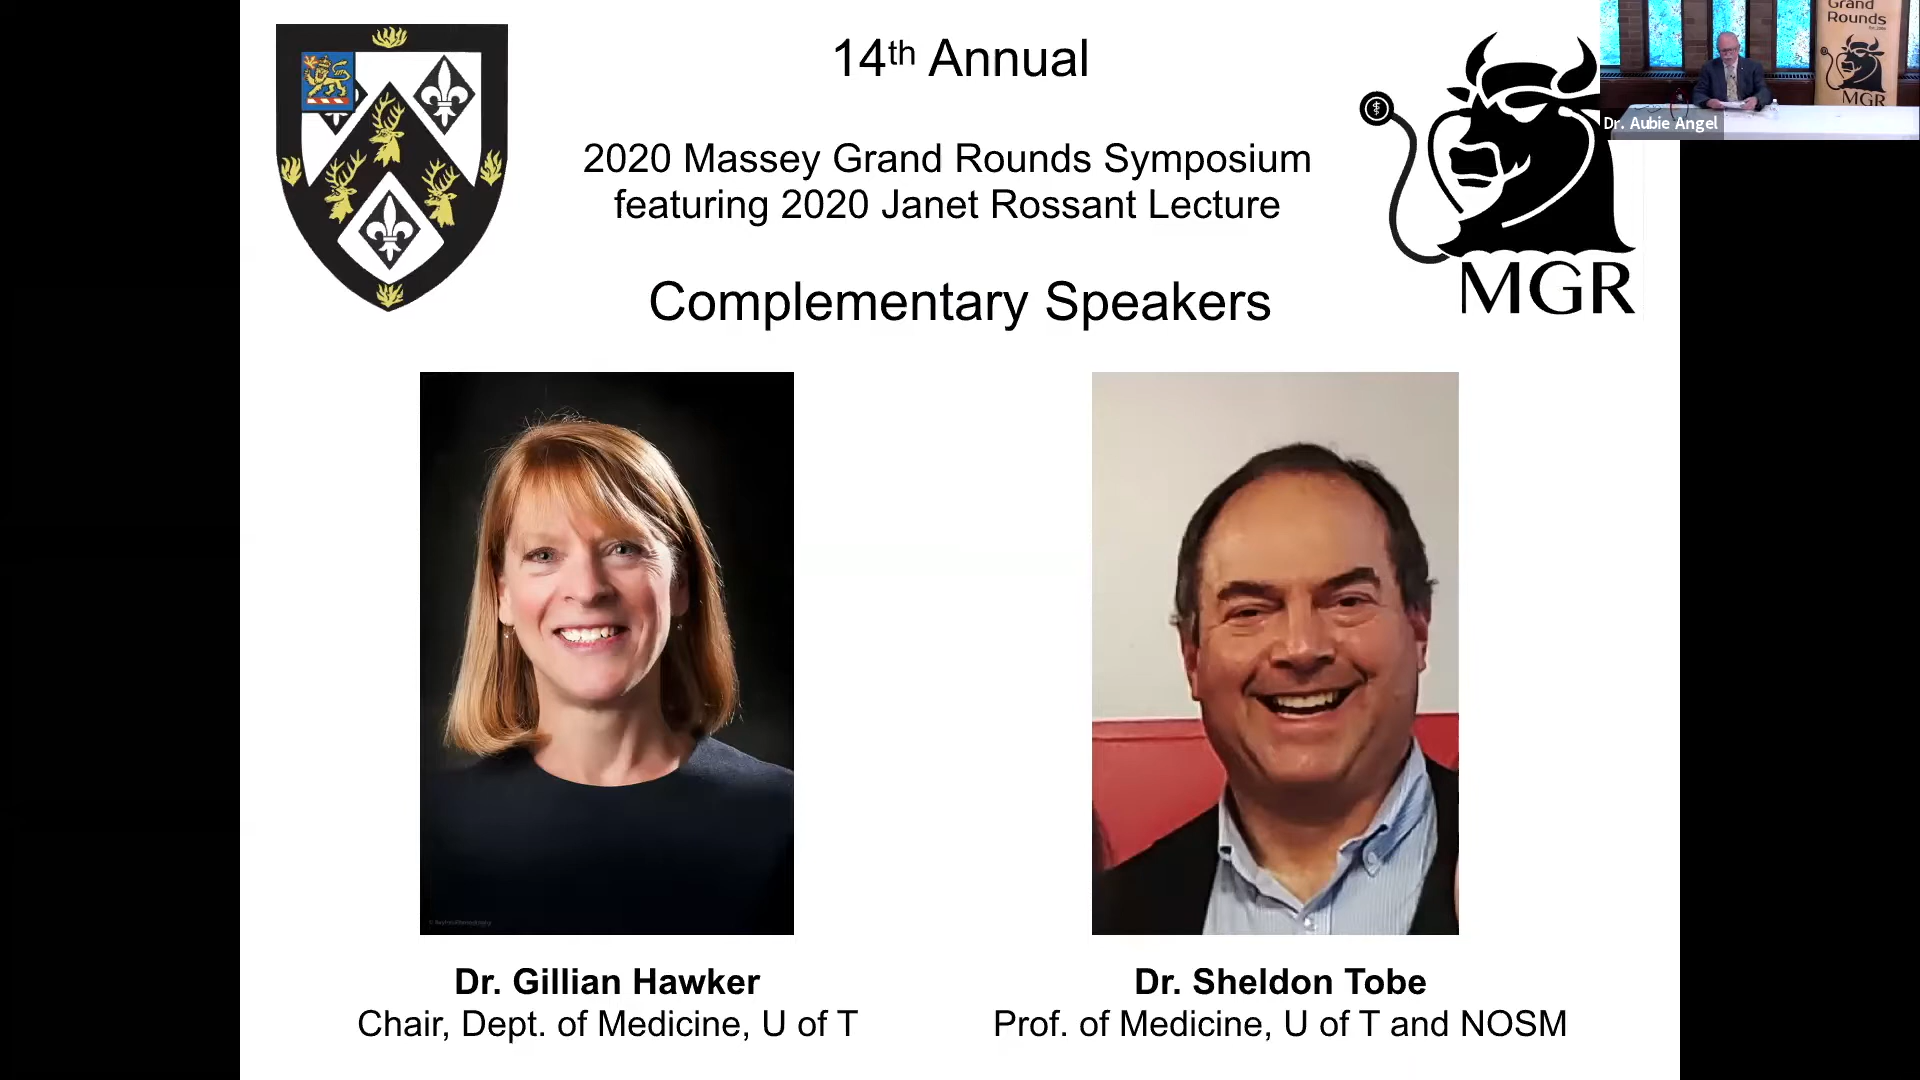 14th Annual
2020 Massey Grand Rounds Symposium
featuring 2020 Janet Rossant Lecture
Complementary Speakers
MGR
Grand
Rounds
MGR
Dr. Aubie Angel
Dr. Gillian Hawker
Chair, Dept. of Medicine, U of T
Dr. Sheldon Tobe
Prof. of Medicine, U of T and NOSM